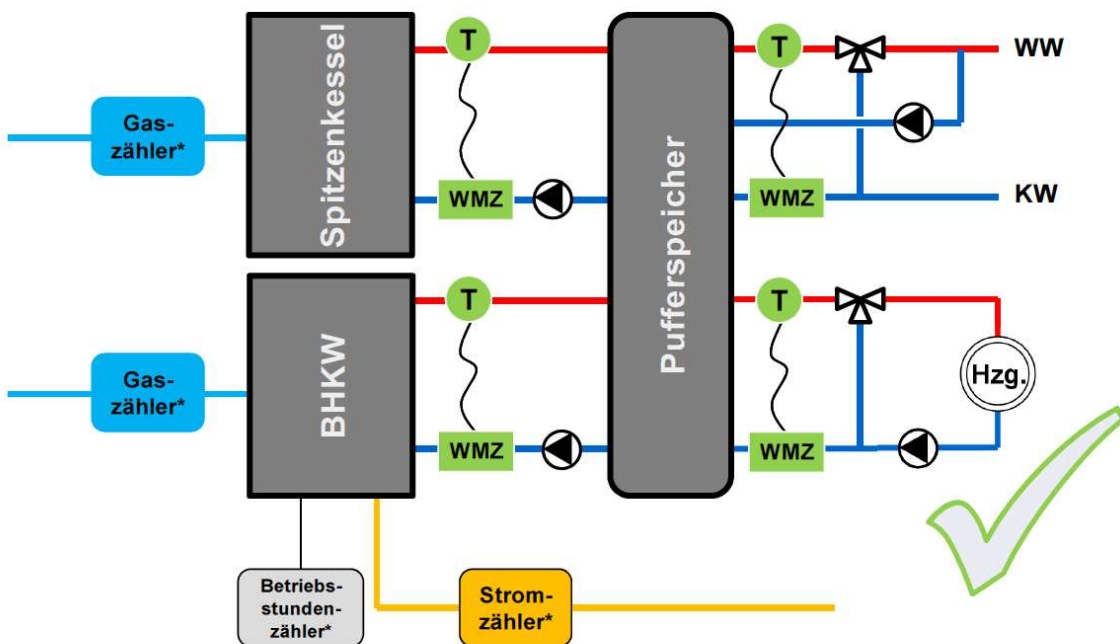 Spitzenkessel
T
T
WW
Gas-
zähler*
Pufferspeicher
WMZ
WMZ
KW
BHKW
T
T
Gas-
zähler*
Hzg.
WMZ
WMZ
Betriebs-
stunden-
zähler*
Strom-
zähler*